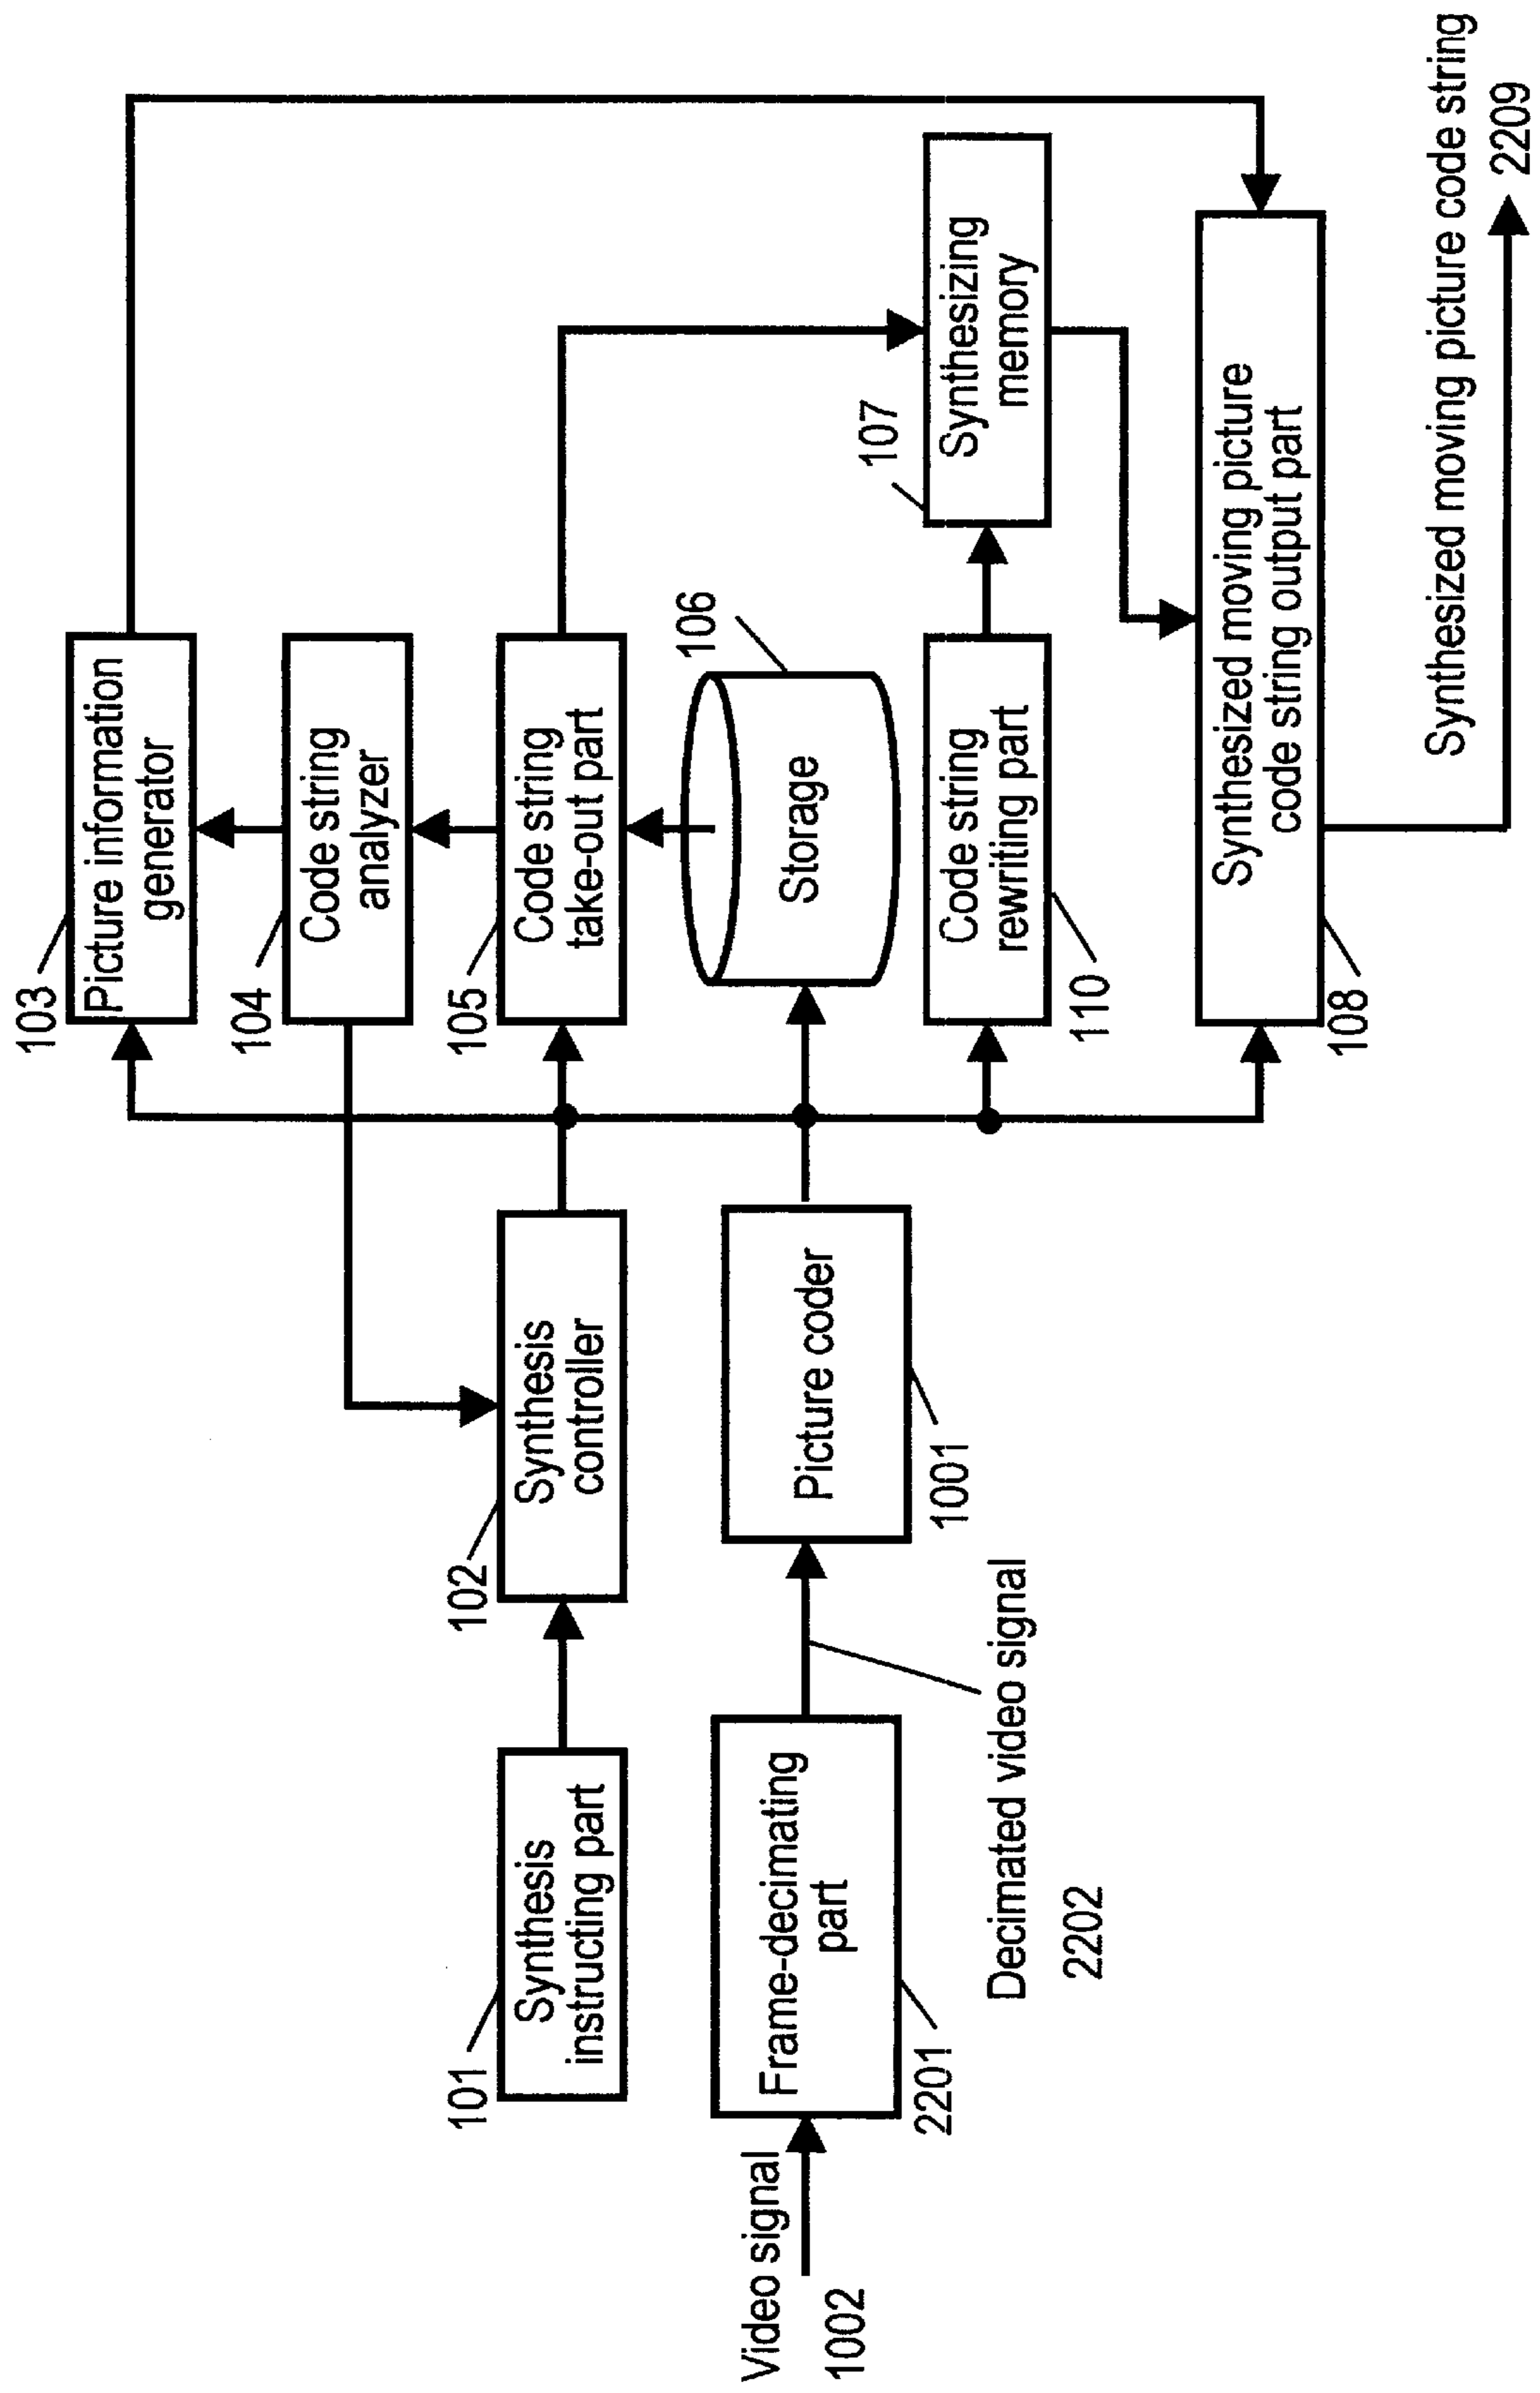 103
Picture information
generator
104
Code string
analyzer
101
Synthesis
instructing part
102
Synthesis
controller
105
Code string
take-out part
106
Storage
Video signal
1002
Frame-decimating
part
2201
Decimated video signal
2202
Picture coder
1001
Code string
rewriting part
110
107
Synthesizing
memory
Synthesized moving picture
code string output part
108
Synthesized moving picture code string
2209